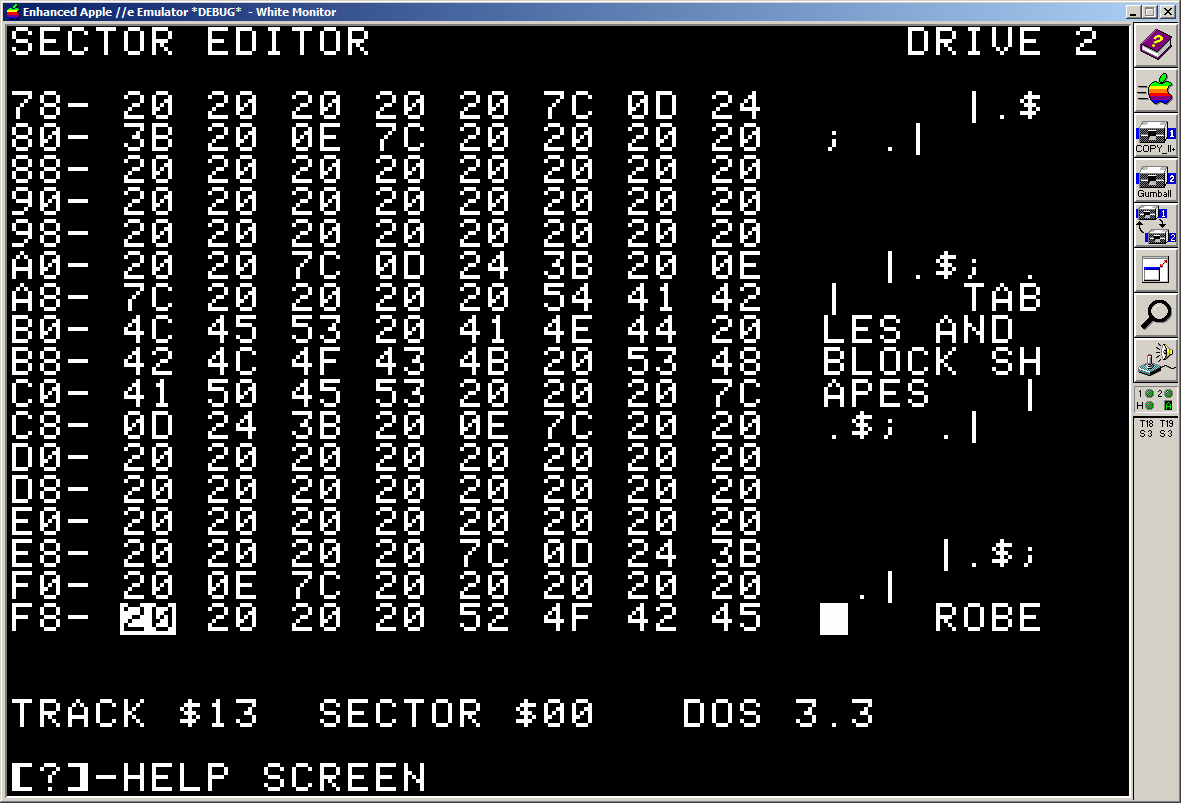 Enhanced Apple //e Emulator *DEBUG* - White Monitor
SECTOR EDITOR DRIVE 2
78- 20 20 20 20 20 7C 0D 24 |.$
80- 3B 20 0E 7C 20 20 20 20 ; .|
88- 20 20 20 20 20 20 20 20
90- 20 20 20 20 20 20 20 20
98- 20 20 20 20 20 20 20 20
A0- 20 20 7C 0D 24 3B 20 0E |.$; .
A8- 7C 20 20 20 20 54 41 42 | TAB
B0- 4C 45 53 20 41 4E 44 20 LES AND
B8- 42 4C 4F 43 4B 20 53 48 BLOCK SH
C0- 41 50 45 53 20 20 20 7C APES |
C8- 0D 24 3B 20 0E 7C 20 20 .$; .|
D0- 20 20 20 20 20 20 20 20
D8- 20 20 20 20 20 20 20 20
E0- 20 20 20 20 20 20 20 20
E8- 20 20 20 20 7C 0D 24 3B |.$;
F0- 20 0E 7C 20 20 20 20 20 .|
F8- 20 20 20 20 52 4F 42 45 ROBE
TRACK $13 SECTOR $00 DOS 3.3
[?]-HELP SCREEN
1
COPY_II+
2
Gumball
1
2
1 2
H A
T18 T19
S 3 S 3